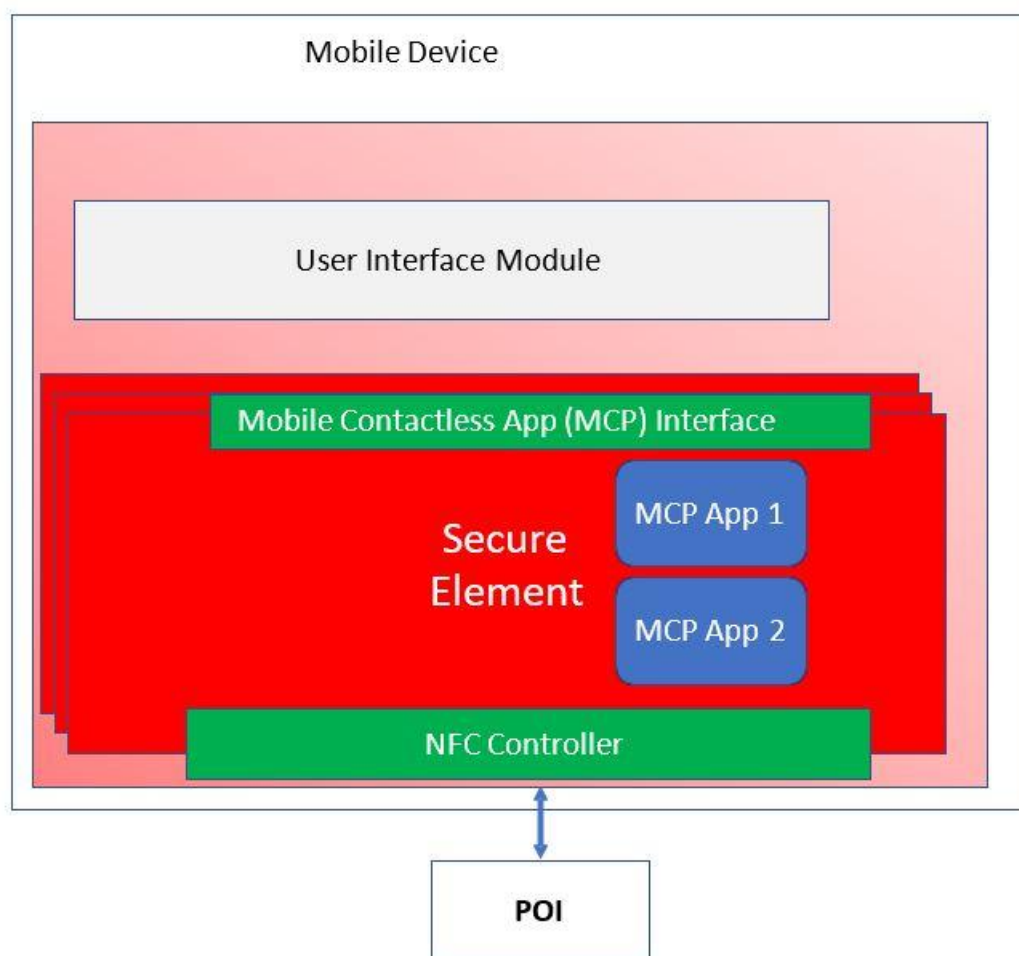 Mobile Device
User Interface Module
Mobile Contactless App (MCP) Interface
Secure
Element
MCP App 1
MCP App 2
NFC Controller
POI